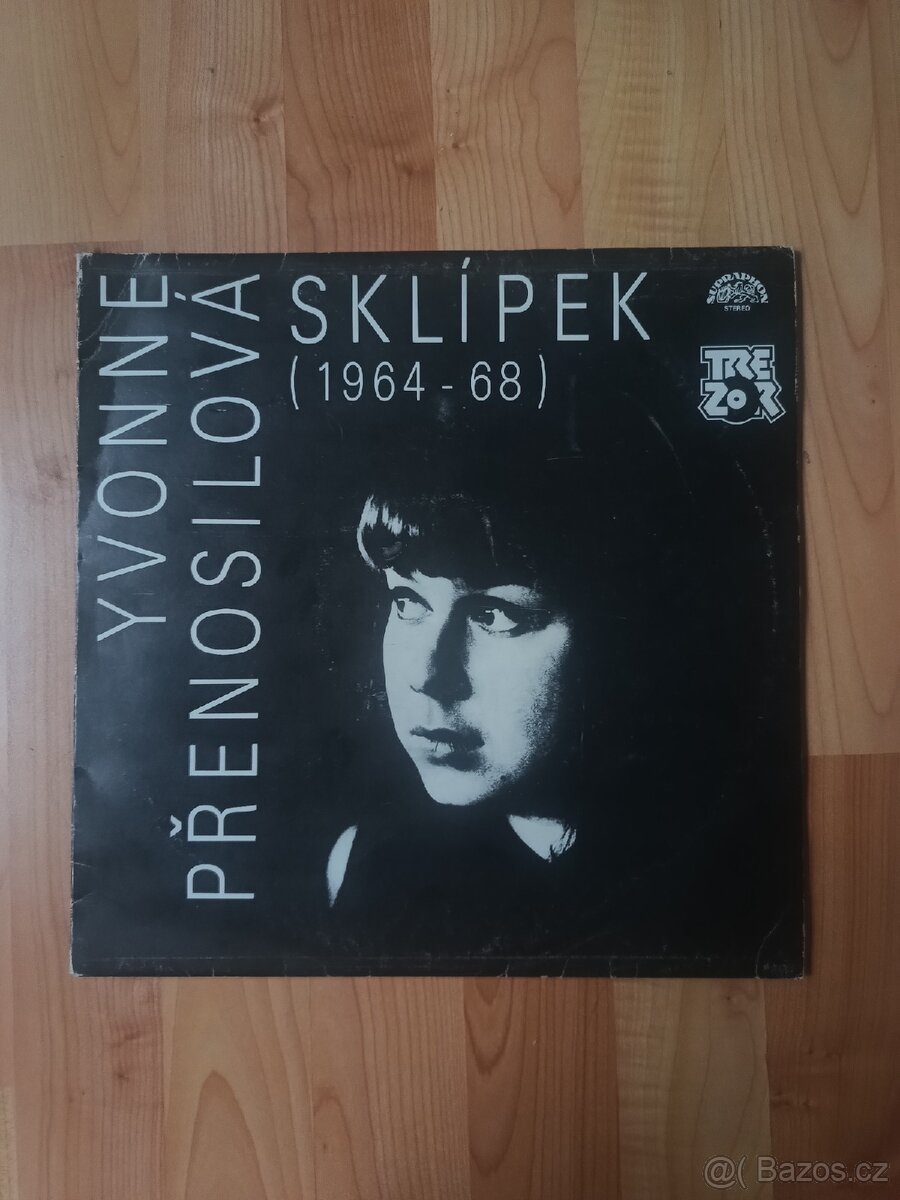 YVONNE
PŘENOSILOVÁ
SKLÍPEK
(1964-68)
SUPRAPHON
STEREO
TREZOR
@( Bazos.cz